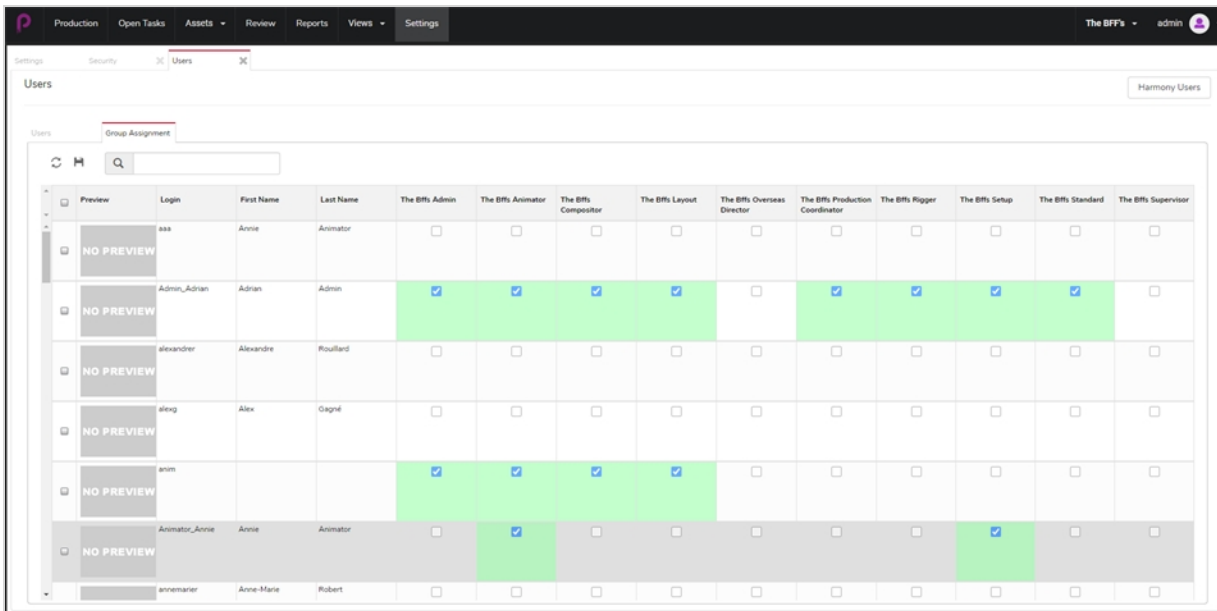 Production Open Tasks Assets Review Reports Views Settings The BFF's admin
Settings Security Users
Users Harmony Users
Users Group Assignment
Preview Login First Name Last Name The Bffs Admin The Bffs Animator The Bffs Compositor The Bffs Layout The Bffs Overseas Director The Bffs Production Coordinator The Bffs Rigger The Bffs Setup The Bffs Standard The Bffs Supervisor
NO PREVIEW aaa Annie Animator
NO PREVIEW Admin_Adrian Adrian Admin
NO PREVIEW alexandrer Alexandre Rouillard
NO PREVIEW alexg Alex Gagné
NO PREVIEW anim
NO PREVIEW Animator_Annie Annie Animator
annemarier Anne-Marie Robert